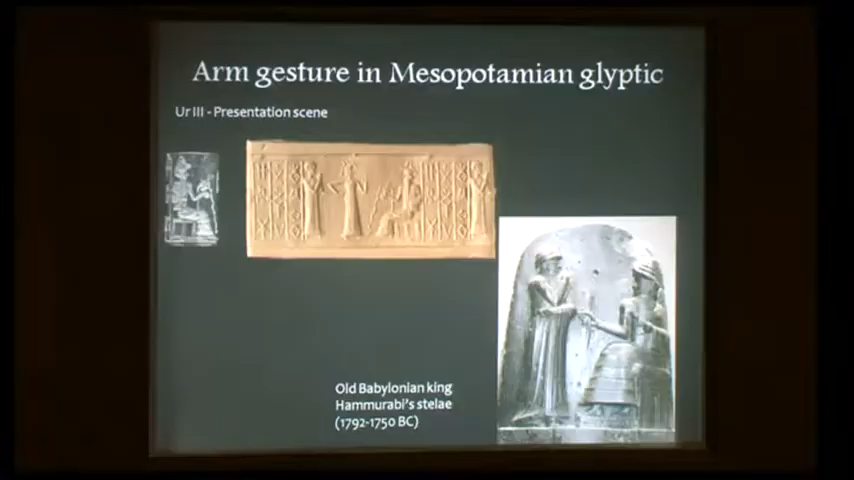 Arm gesture in Mesopotamian glyptic
Ur III - Presentation scene
Old Babylonian king
Hammurabi's stelae
(1792-1750 BC)